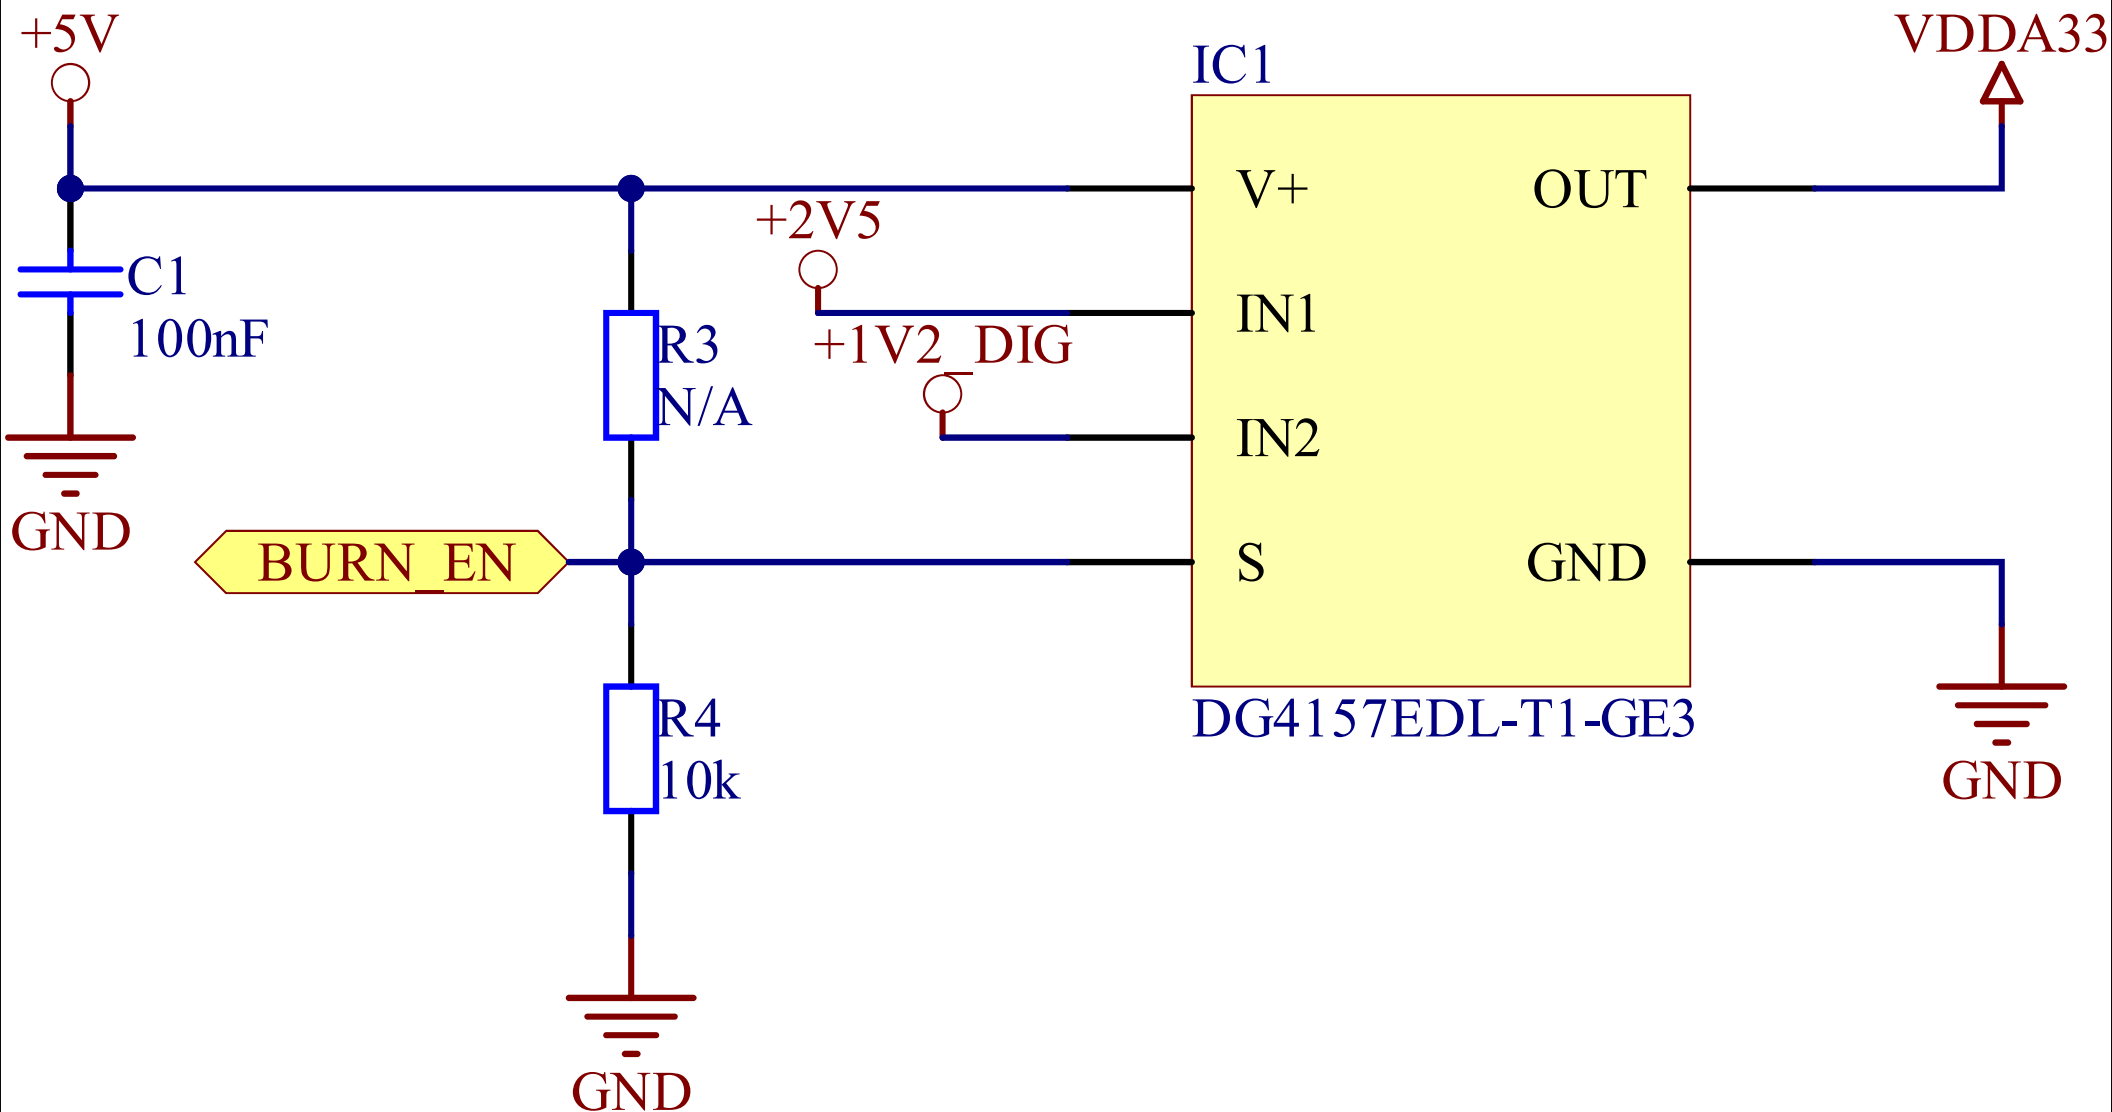 +5V
IC1
VDDA33
V+
OUT
+2V5
C1
100nF
IN1
R3
N/A
+1V2_DIG
IN2
GND
BURN_EN
S
GND
R4
10k
DG4157EDL-T1-GE3
GND
GND